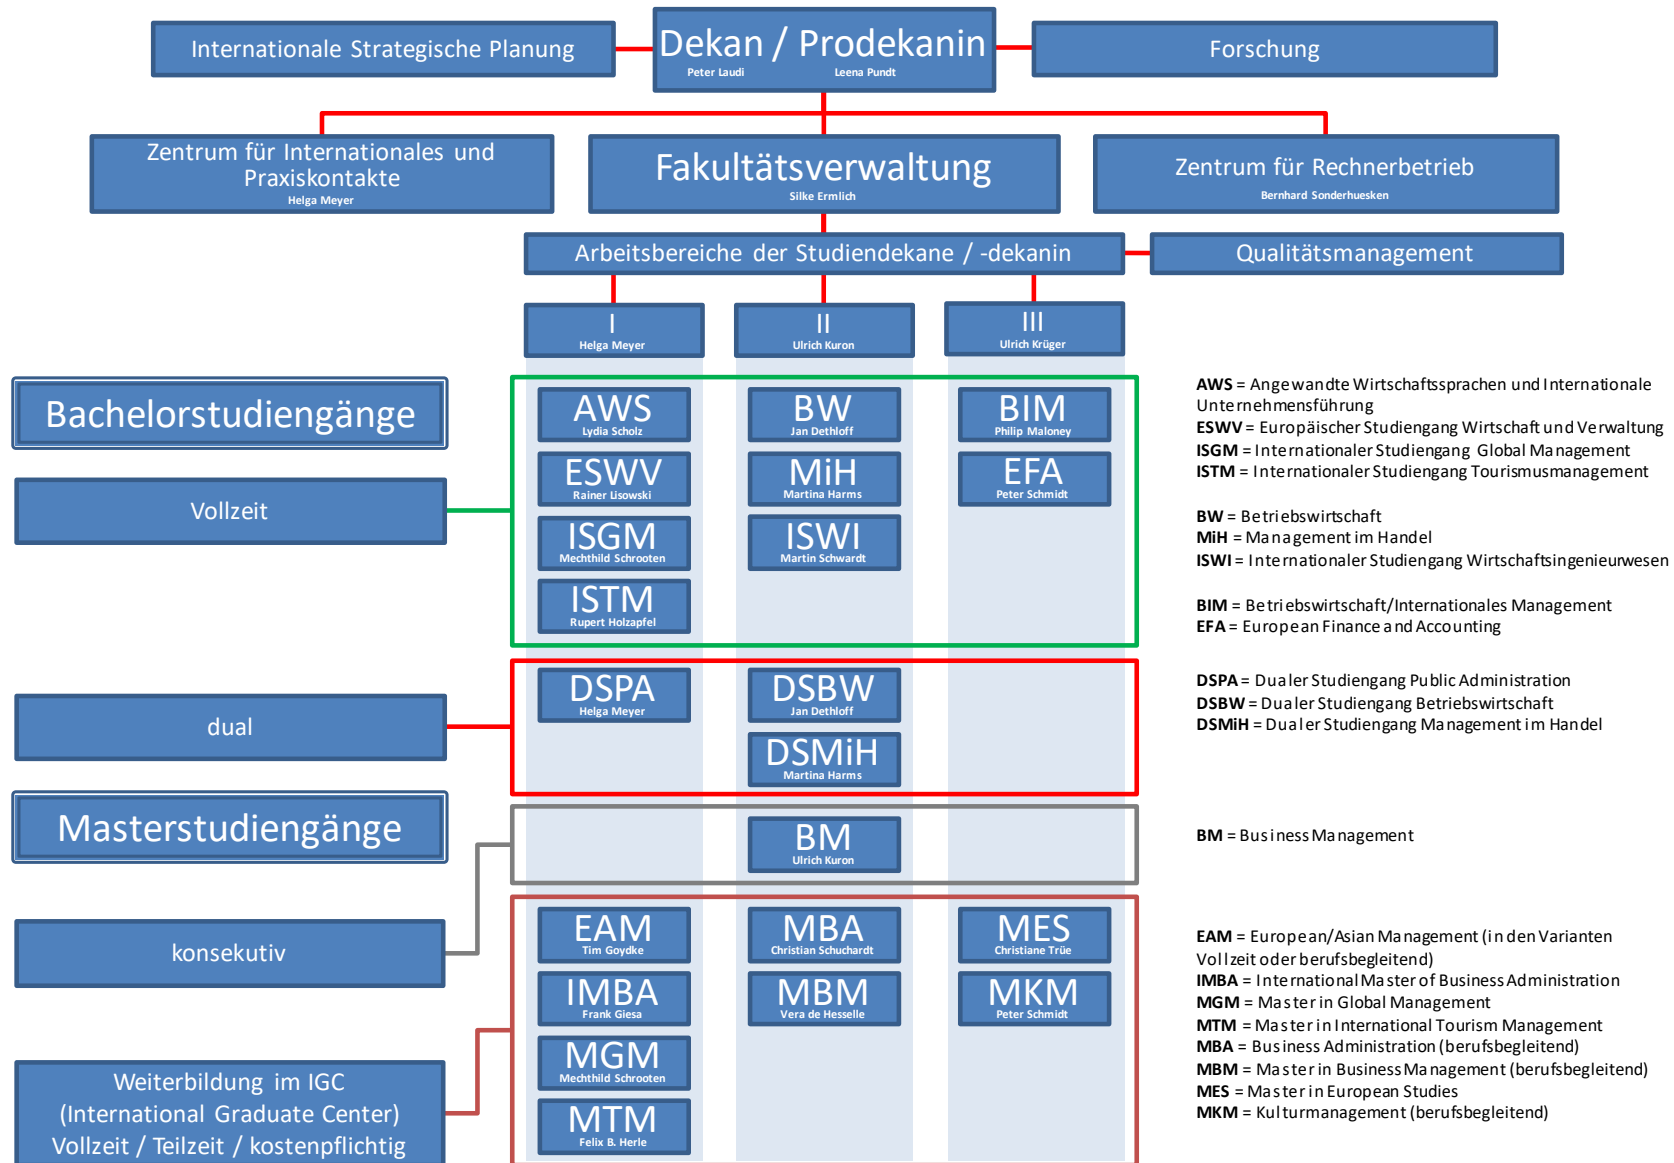 Internationale Strategische Planung
Dekan / Prodekanin
Peter Laudi
Leena Pundt
Forschung
Zentrum für Internationales und
Praxiskontakte
Helga Meyer
Fakultätsverwaltung
Silke Ermlich
Zentrum für Rechnerbetrieb
Bernhard Sonderhuesken
Arbeitsbereiche der Studiendekane / -dekanin
Qualitätsmanagement
I
Helga Meyer
II
Ulrich Kuron
III
Ulrich Krüger
Bachelorstudiengänge
Vollzeit
AWS
Lydia Scholz
BW
Jan Dethloff
BIM
Philip Maloney
ESWV
Rainer Lisowski
MiH
Martina Harms
EFA
Peter Schmidt
ISGM
Mechthild Schrooten
ISWI
Martin Schwardt
ISTM
Rupert Holzapfel
AWS = Angewandte Wirtschaftssprachen und Internationale
Unternehmensführung
ESWV = Europäischer Studiengang Wirtschaft und Verwaltung
ISGM = Internationaler Studiengang Global Management
ISTM = Internationaler Studiengang Tourismusmanagement
BW = Betriebswirtschaft
MiH = Management im Handel
ISWI = Internationaler Studiengang Wirtschaftsingenieurwesen
BIM = Betriebswirtschaft/Internationales Management
EFA = European Finance and Accounting
dual
DSPA
Helga Meyer
DSBW
Jan Dethloff
DSMiH
Martina Harms
DSPA = Dualer Studiengang Public Administration
DSBW = Dualer Studiengang Betriebswirtschaft
DSMiH = Dualer Studiengang Management im Handel
Masterstudiengänge
konsekutiv
BM
Ulrich Kuron
BM = Business Management
Weiterbildung im IGC
(International Graduate Center)
Vollzeit / Teilzeit / kostenpflichtig
EAM
Tim Goydke
MBA
Christian Schuchardt
MES
Christiane Trüe
IMBA
Frank Giesa
MBM
Vera de Hesselle
MKM
Peter Schmidt
MGM
Mechthild Schrooten
MTM
Felix B. Herle
EAM = European/Asian Management (in den Varianten
Vollzeit oder berufsbegleitend)
IMBA = International Master of Business Administration
MGM = Master in Global Management
MTM = Master in International Tourism Management
MBA = Business Administration (berufsbegleitend)
MBM = Master in Business Management (berufsbegleitend)
MES = Master in European Studies
MKM = Kulturmanagement (berufsbegleitend)